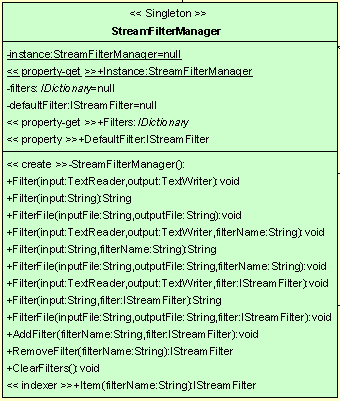 << Singleton >>
StreamFilterManager
-instance:StreamFilterManager=null
<< property-get >>+Instance:StreamFilterManager
-filters: IDictionary=null
-defaultFilter:IStreamFilter=null
<< property-get >>+Filters: IDictionary
<< property >>+DefaultFilter:IStreamFilter
<< create >>-StreamFilterManager():
+Filter(input:TextReader,output:TextWriter):void
+Filter(input:String):String
+FilterFile(inputFile:String,outputFile:String):void
+Filter(input:TextReader,output:TextWriter,filterName:String):void
+Filter(input:String,filterName:String):String
+FilterFile(inputFile:String,outputFile:String,filterName:String):void
+Filter(input:TextReader,output:TextWriter,filter:IStreamFilter):void
+Filter(input:String,filter:IStreamFilter):String
+FilterFile(inputFile:String,outputFile:String,filter:IStreamFilter):void
+AddFilter(filterName:String,filter:IStreamFilter):void
+RemoveFilter(filterName:String):IStreamFilter
+ClearFilters():void
<< indexer >>+Item(filterName:String):IStreamFilter